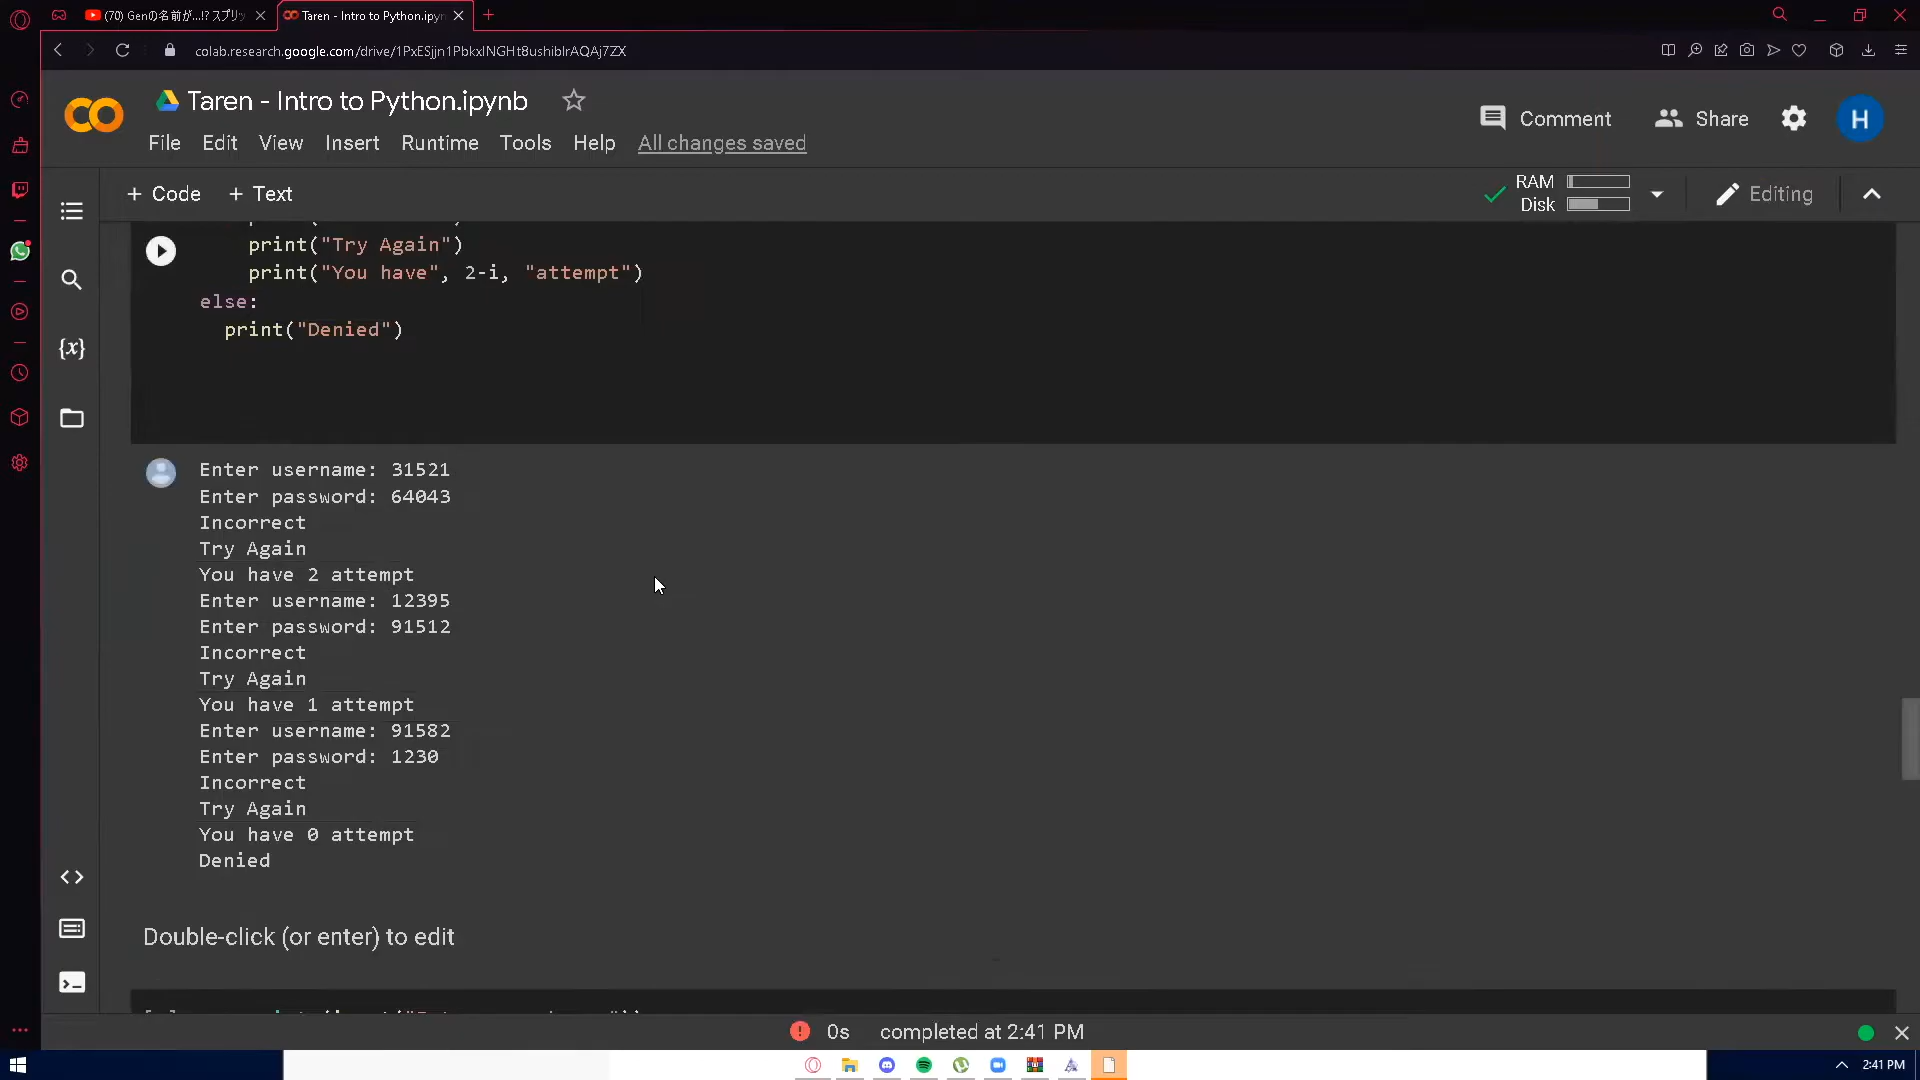 (70) Genの名前が...!? スプリッ
Taren - Intro to Python.ipyn
colab.research.google.com/drive/1PxESjjn1PbkxINGHt8ushibIrAQAj7ZX
Taren - Intro to Python.ipynb
Comment
Share
H
File Edit View Insert Runtime Tools Help All changes saved
+ Code + Text
RAM
Disk
Editing
print("Try Again")
print("You have", 2-i, "attempt")
else:
print("Denied")
{x}
Enter username: 31521
Enter password: 64043
Incorrect
Try Again
You have 2 attempt
Enter username: 12395
Enter password: 91512
Incorrect
Try Again
You have 1 attempt
Enter username: 91582
Enter password: 1230
Incorrect
Try Again
You have 0 attempt
Denied
Double-click (or enter) to edit
0s completed at 2:41 PM
2:41 PM